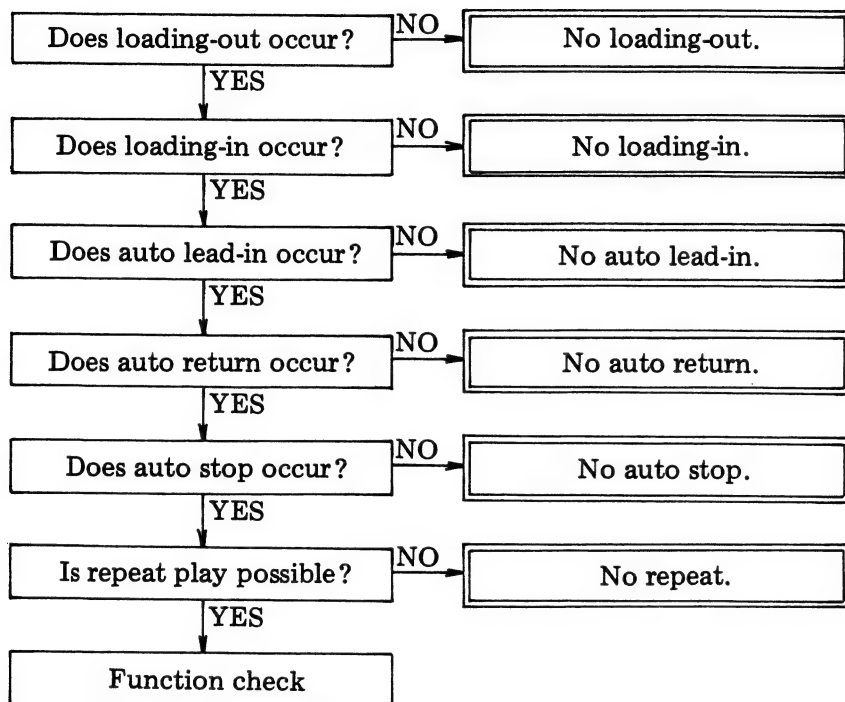 Does loading-out occur? NO No loading-out.
YES
Does loading-in occur? NO No loading-in.
YES
Does auto lead-in occur? NO No auto lead-in.
YES
Does auto return occur? NO No auto return.
YES
Does auto stop occur? NO No auto stop.
YES
Is repeat play possible? NO No repeat.
YES
Function check